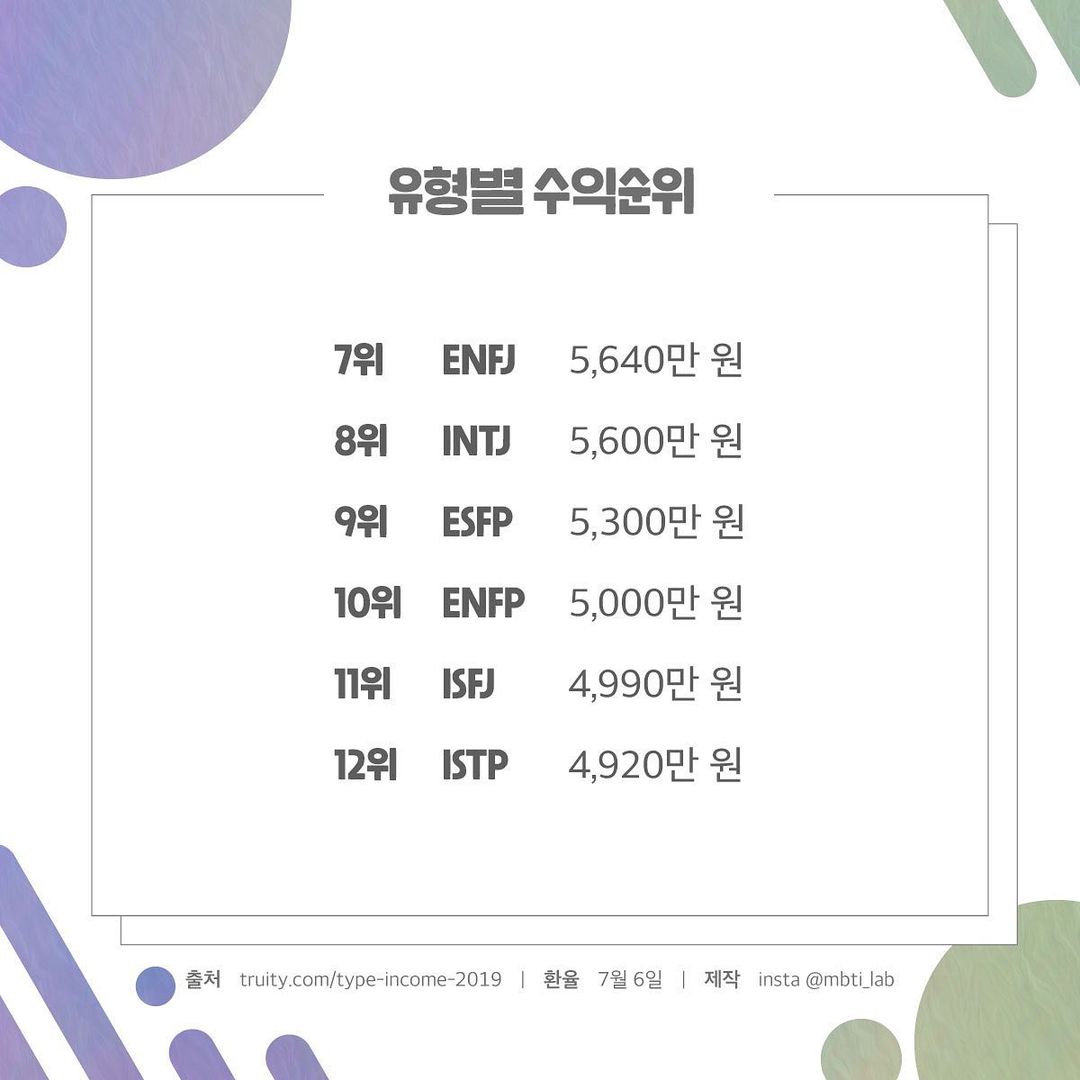 유형별 수익순위
7위 ENFJ 5,640만 원
8위 INTJ 5,600만 원
9위 ESFP 5,300만 원
10위 ENFP 5,000만 원
11위 ISFJ 4,990만 원
12위 ISTP 4,920만 원
출처 truity.com/type-income-2019 | 환율 7월 6일 | 제작 insta @mbti_lab